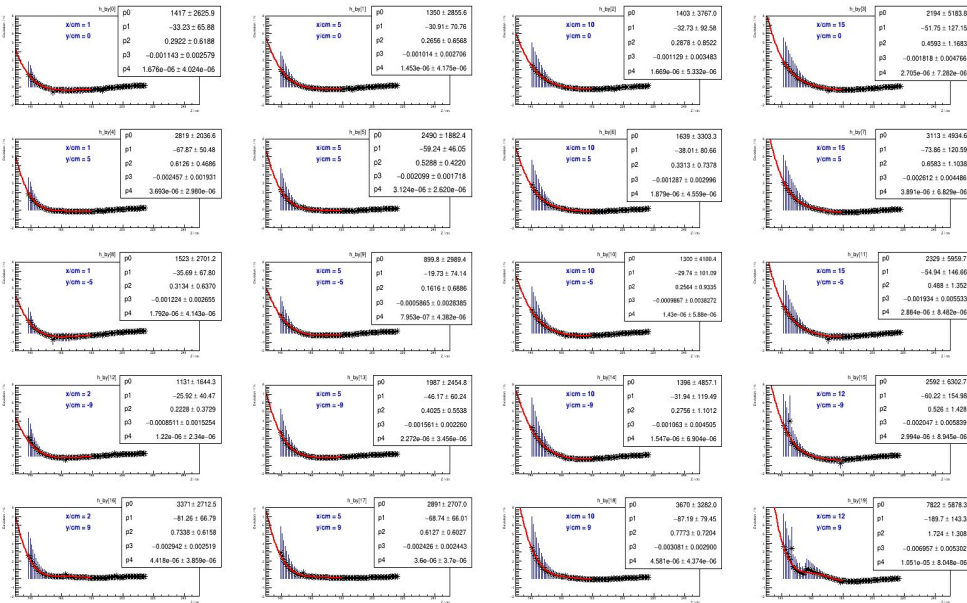 h_by[0]
x/cm = 1
y/cm = 0
p0 1417 ± 2625.9
p1 −33.23 ± 65.88
p2 0.2922 ± 0.6188
p3 −0.001143 ± 0.002579
p4 1.676e−06 ± 4.024e−06
h_by[1]
x/cm = 5
y/cm = 0
p0 1350 ± 2855.6
p1 −30.91 ± 70.76
p2 0.2656 ± 0.6568
p3 −0.001014 ± 0.002706
p4 1.453e−06 ± 4.175e−06
h_by[2]
x/cm = 10
y/cm = 0
p0 1403 ± 3767.0
p1 −32.73 ± 92.58
p2 0.2878 ± 0.8522
p3 −0.001129 ± 0.003483
p4 1.669e−06 ± 5.332e−06
h_by[3]
x/cm = 15
y/cm = 0
p0 2194 ± 5183.8
p1 −51.75 ± 127.15
p2 0.4593 ± 1.1683
p3 −0.001818 ± 0.004766
p4 2.705e−06 ± 7.282e−06
h_by[4]
x/cm = 1
y/cm = 5
p0 2819 ± 2036.6
p1 −67.87 ± 50.48
p2 0.6126 ± 0.4686
p3 −0.002457 ± 0.001931
p4 3.693e−06 ± 2.980e−06
h_by[5]
x/cm = 5
y/cm = 5
p0 2490 ± 1882.4
p1 −59.24 ± 46.05
p2 0.5288 ± 0.4220
p3 −0.002099 ± 0.001718
p4 3.124e−06 ± 2.620e−06
h_by[6]
x/cm = 10
y/cm = 5
p0 1639 ± 3303.3
p1 −38.01 ± 80.66
p2 0.3313 ± 0.7378
p3 −0.001287 ± 0.002996
p4 1.879e−06 ± 4.559e−06
h_by[7]
x/cm = 15
y/cm = 5
p0 3113 ± 4934.6
p1 −73.86 ± 120.59
p2 0.6583 ± 1.1038
p3 −0.002612 ± 0.004486
p4 3.891e−06 ± 6.829e−06
h_by[8]
x/cm = 1
y/cm = -5
p0 1523 ± 2701.2
p1 −35.69 ± 67.80
p2 0.3134 ± 0.6370
p3 −0.001224 ± 0.002655
p4 1.792e−06 ± 4.143e−06
h_by[9]
x/cm = 5
y/cm = -5
p0 899.8 ± 2989.4
p1 −19.73 ± 74.14
p2 0.1616 ± 0.6886
p3 −0.0005865 ± 0.0028385
p4 7.953e−07 ± 4.382e−06
h_by[10]
x/cm = 10
y/cm = -5
p0 1300 ± 4100.4
p1 −29.74 ± 101.09
p2 0.2564 ± 0.9335
p3 −0.0009867 ± 0.0038272
p4 1.43e−06 ± 5.88e−06
h_by[11]
x/cm = 15
y/cm = -5
p0 2329 ± 5959.7
p1 −54.94 ± 146.66
p2 0.488 ± 1.352
p3 −0.001934 ± 0.005533
p4 2.884e−06 ± 8.482e−06
h_by[12]
x/cm = 2
y/cm = -9
p0 1131 ± 1644.3
p1 −25.92 ± 40.47
p2 0.2228 ± 0.3729
p3 −0.0008511 ± 0.0015254
p4 1.22e−06 ± 2.34e−06
h_by[13]
x/cm = 5
y/cm = -9
p0 1987 ± 2454.8
p1 −46.17 ± 60.24
p2 0.4025 ± 0.5538
p3 −0.001561 ± 0.002260
p4 2.272e−06 ± 3.456e−06
h_by[14]
x/cm = 10
y/cm = -9
p0 1396 ± 4857.1
p1 −31.94 ± 119.49
p2 0.2756 ± 1.1012
p3 −0.001063 ± 0.004505
p4 1.547e−06 ± 6.904e−06
h_by[15]
x/cm = 12
y/cm = -9
p0 2592 ± 6302.7
p1 −60.22 ± 154.98
p2 0.526 ± 1.428
p3 −0.002047 ± 0.005839
p4 2.994e−06 ± 8.945e−06
h_by[16]
x/cm = 2
y/cm = 9
p0 3371 ± 2712.5
p1 −81.26 ± 66.79
p2 0.7338 ± 0.6158
p3 −0.002942 ± 0.002519
p4 4.418e−06 ± 3.859e−06
h_by[17]
x/cm = 5
y/cm = 9
p0 2891 ± 2707.0
p1 −68.74 ± 66.01
p2 0.6127 ± 0.6027
p3 −0.002426 ± 0.002443
p4 3.6e−06 ± 3.7e−06
h_by[18]
x/cm = 10
y/cm = 9
p0 3670 ± 3282.0
p1 −87.19 ± 79.45
p2 0.7773 ± 0.7204
p3 −0.003081 ± 0.002900
p4 4.581e−06 ± 4.374e−06
h_by[19]
x/cm = 12
y/cm = 9
p0 7822 ± 5878.3
p1 −189.7 ± 143.3
p2 1.724 ± 1.308
p3 −0.006957 ± 0.005302
p4 1.051e−05 ± 8.048e−06